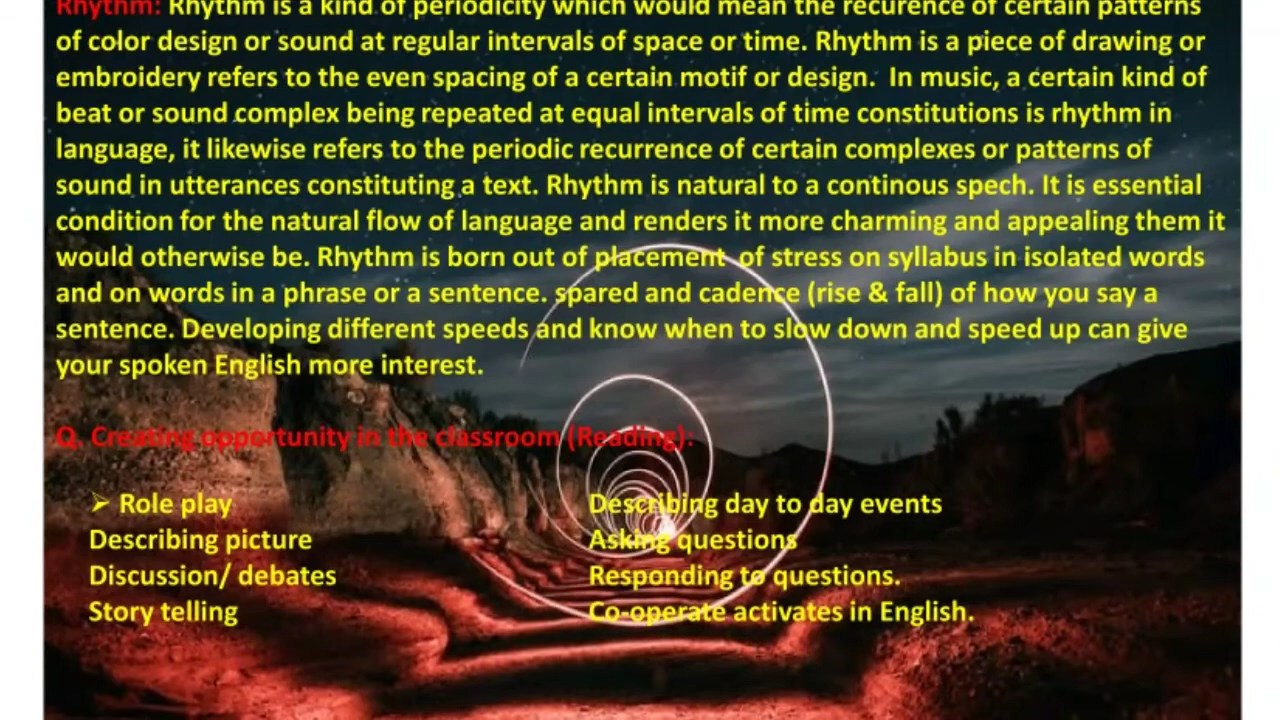 Rhythm: Rhythm is a kind of periodicity which would mean the recurence of certain patterns
of color design or sound at regular intervals of space or time. Rhythm is a piece of drawing or
embroidery refers to the even spacing of a certain motif or design.  In music, a certain kind of
beat or sound complex being repeated at equal intervals of time constitutions is rhythm in
language, it likewise refers to the periodic recurrence of certain complexes or patterns of
sound in utterances constituting a text. Rhythm is natural to a continous spech. It is essential
condition for the natural flow of language and renders it more charming and appealing them it
would otherwise be. Rhythm is born out of placement  of stress on syllabus in isolated words
and on words in a phrase or a sentence. spared and cadence (rise & fall) of how you say a
sentence. Developing different speeds and know when to slow down and speed up can give
your spoken English more interest.
Q. Creating opportunity in the classroom (Reading):
➢ Role play Describing day to day events
Describing picture Asking questions
Discussion/ debates Responding to questions.
Story telling Co-operate activates in English.